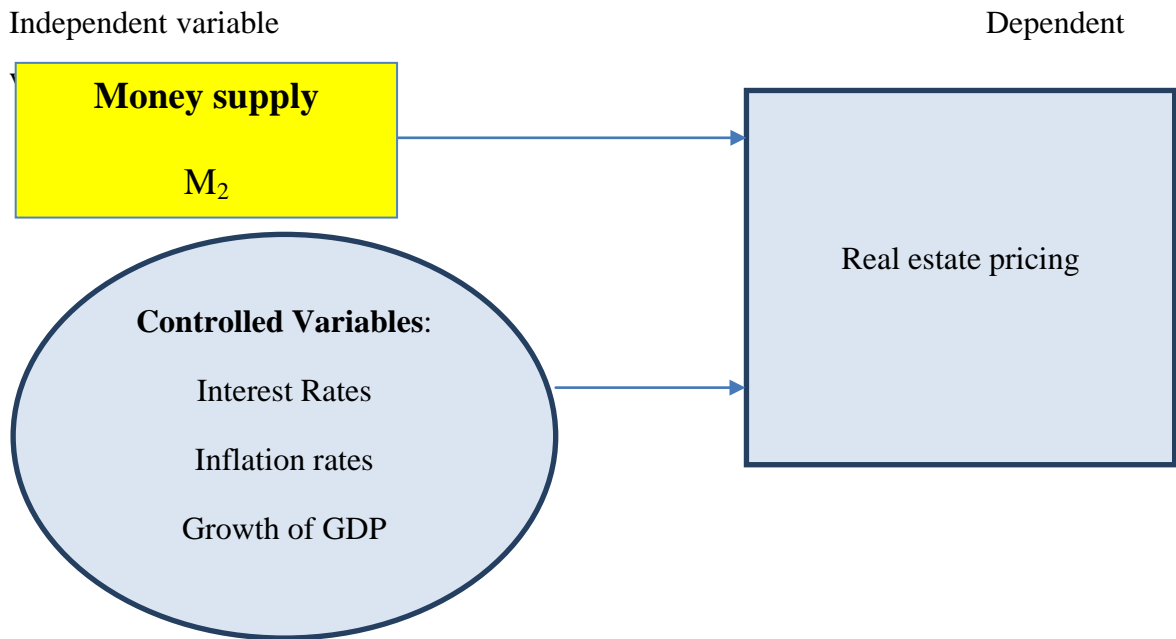 Independent variable Dependent
Money supply
M₂
Real estate pricing
Controlled Variables:
Interest Rates
Inflation rates
Growth of GDP